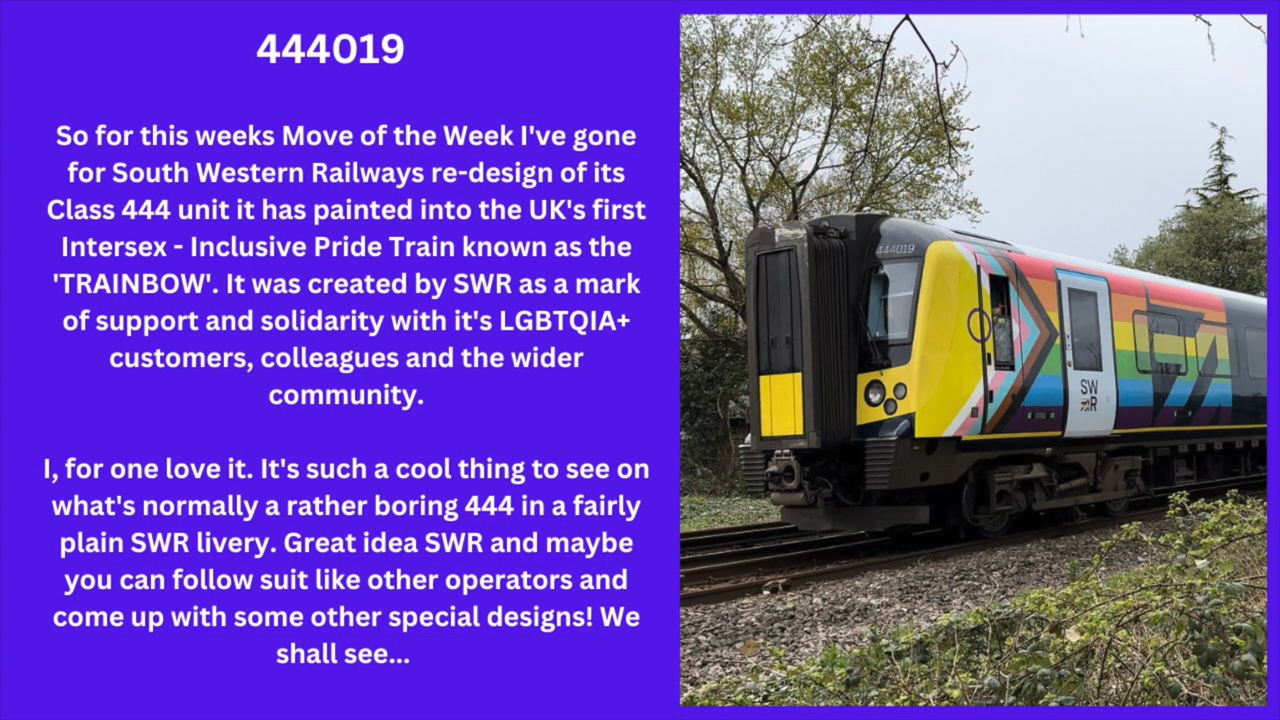 444019
So for this weeks Move of the Week I've gone
for South Western Railways re-design of its
Class 444 unit it has painted into the UK's first
Intersex - Inclusive Pride Train known as the
'TRAINBOW'. It was created by SWR as a mark
of support and solidarity with it's LGBTQIA+
customers, colleagues and the wider
community.
I, for one love it. It's such a cool thing to see on
what's normally a rather boring 444 in a fairly
plain SWR livery. Great idea SWR and maybe
you can follow suit like other operators and
come up with some other special designs! We
shall see...
444019
SW
R